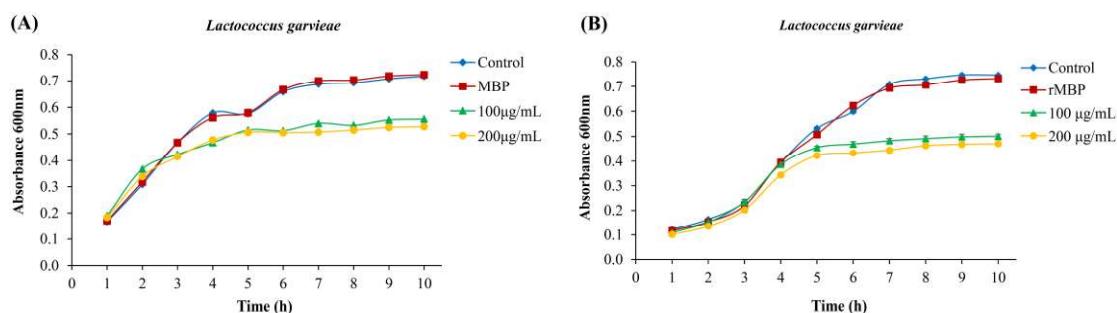 (A)
Lactococcus garvieae
Absorbance 600nm
0.8
0.7
0.6
0.5
0.4
0.3
0.2
0.1
0.0
0 1 2 3 4 5 6 7 8 9 10
Time (h)
Control
MBP
100μg/mL
200μg/mL
(B)
Lactococcus garvieae
Absorbance 600nm
0.8
0.7
0.6
0.5
0.4
0.3
0.2
0.1
0.0
0 1 2 3 4 5 6 7 8 9 10
Time (h)
Control
rMBP
100 μg/mL
200 μg/mL